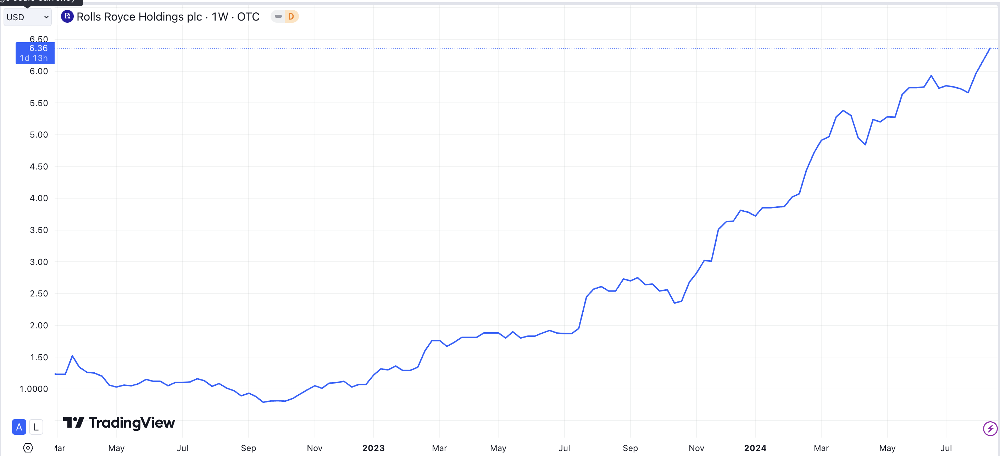 USD
Rolls Royce Holdings plc · 1W · OTC
D
6.50
6.36
1d 13h
6.00
5.50
5.00
4.50
4.00
3.50
3.00
2.50
2.00
1.50
1.0000
TradingView
A L
Mar May Jul Sep Nov 2023 Mar May Jul Sep Nov 2024 Mar May Jul